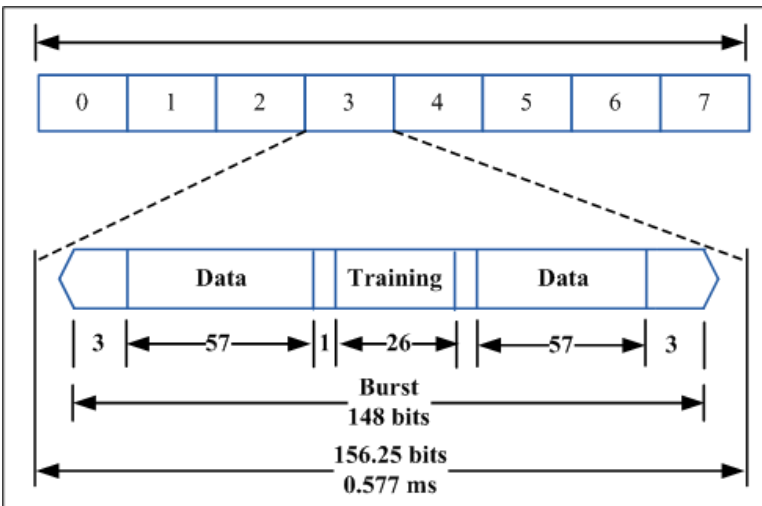 0 1 2 3 4 5 6 7
Data Training Data
3 57 1 26 57 3
Burst
148 bits
156.25 bits
0.577 ms